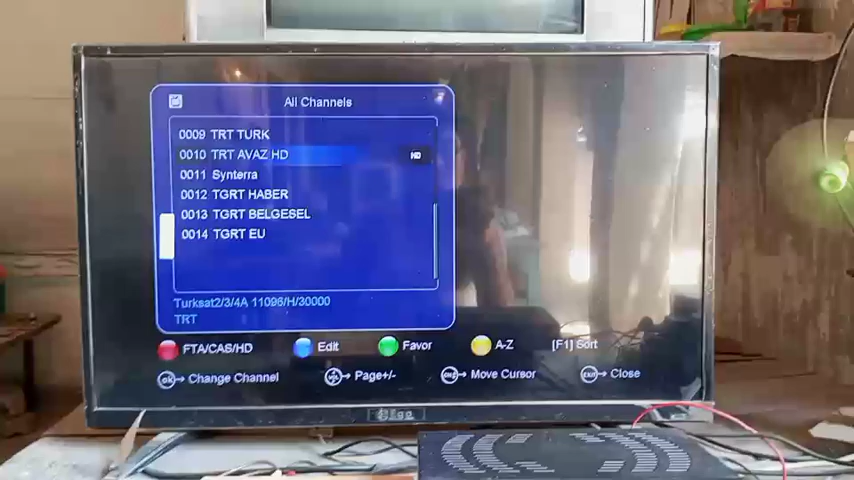 All Channels
0009 TRT TURK
0010 TRT AVAZ HD HD
0011 Synterra
0012 TGRT HABER
0013 TGRT BELGESEL
0014 TGRT EU
Turksat2/3/4A 11096/H/30000
TRT
FTA/CAS/HD Edit Favor A-Z [F1] Sort
OK Change Channel Page+/- Move Cursor EXIT Close